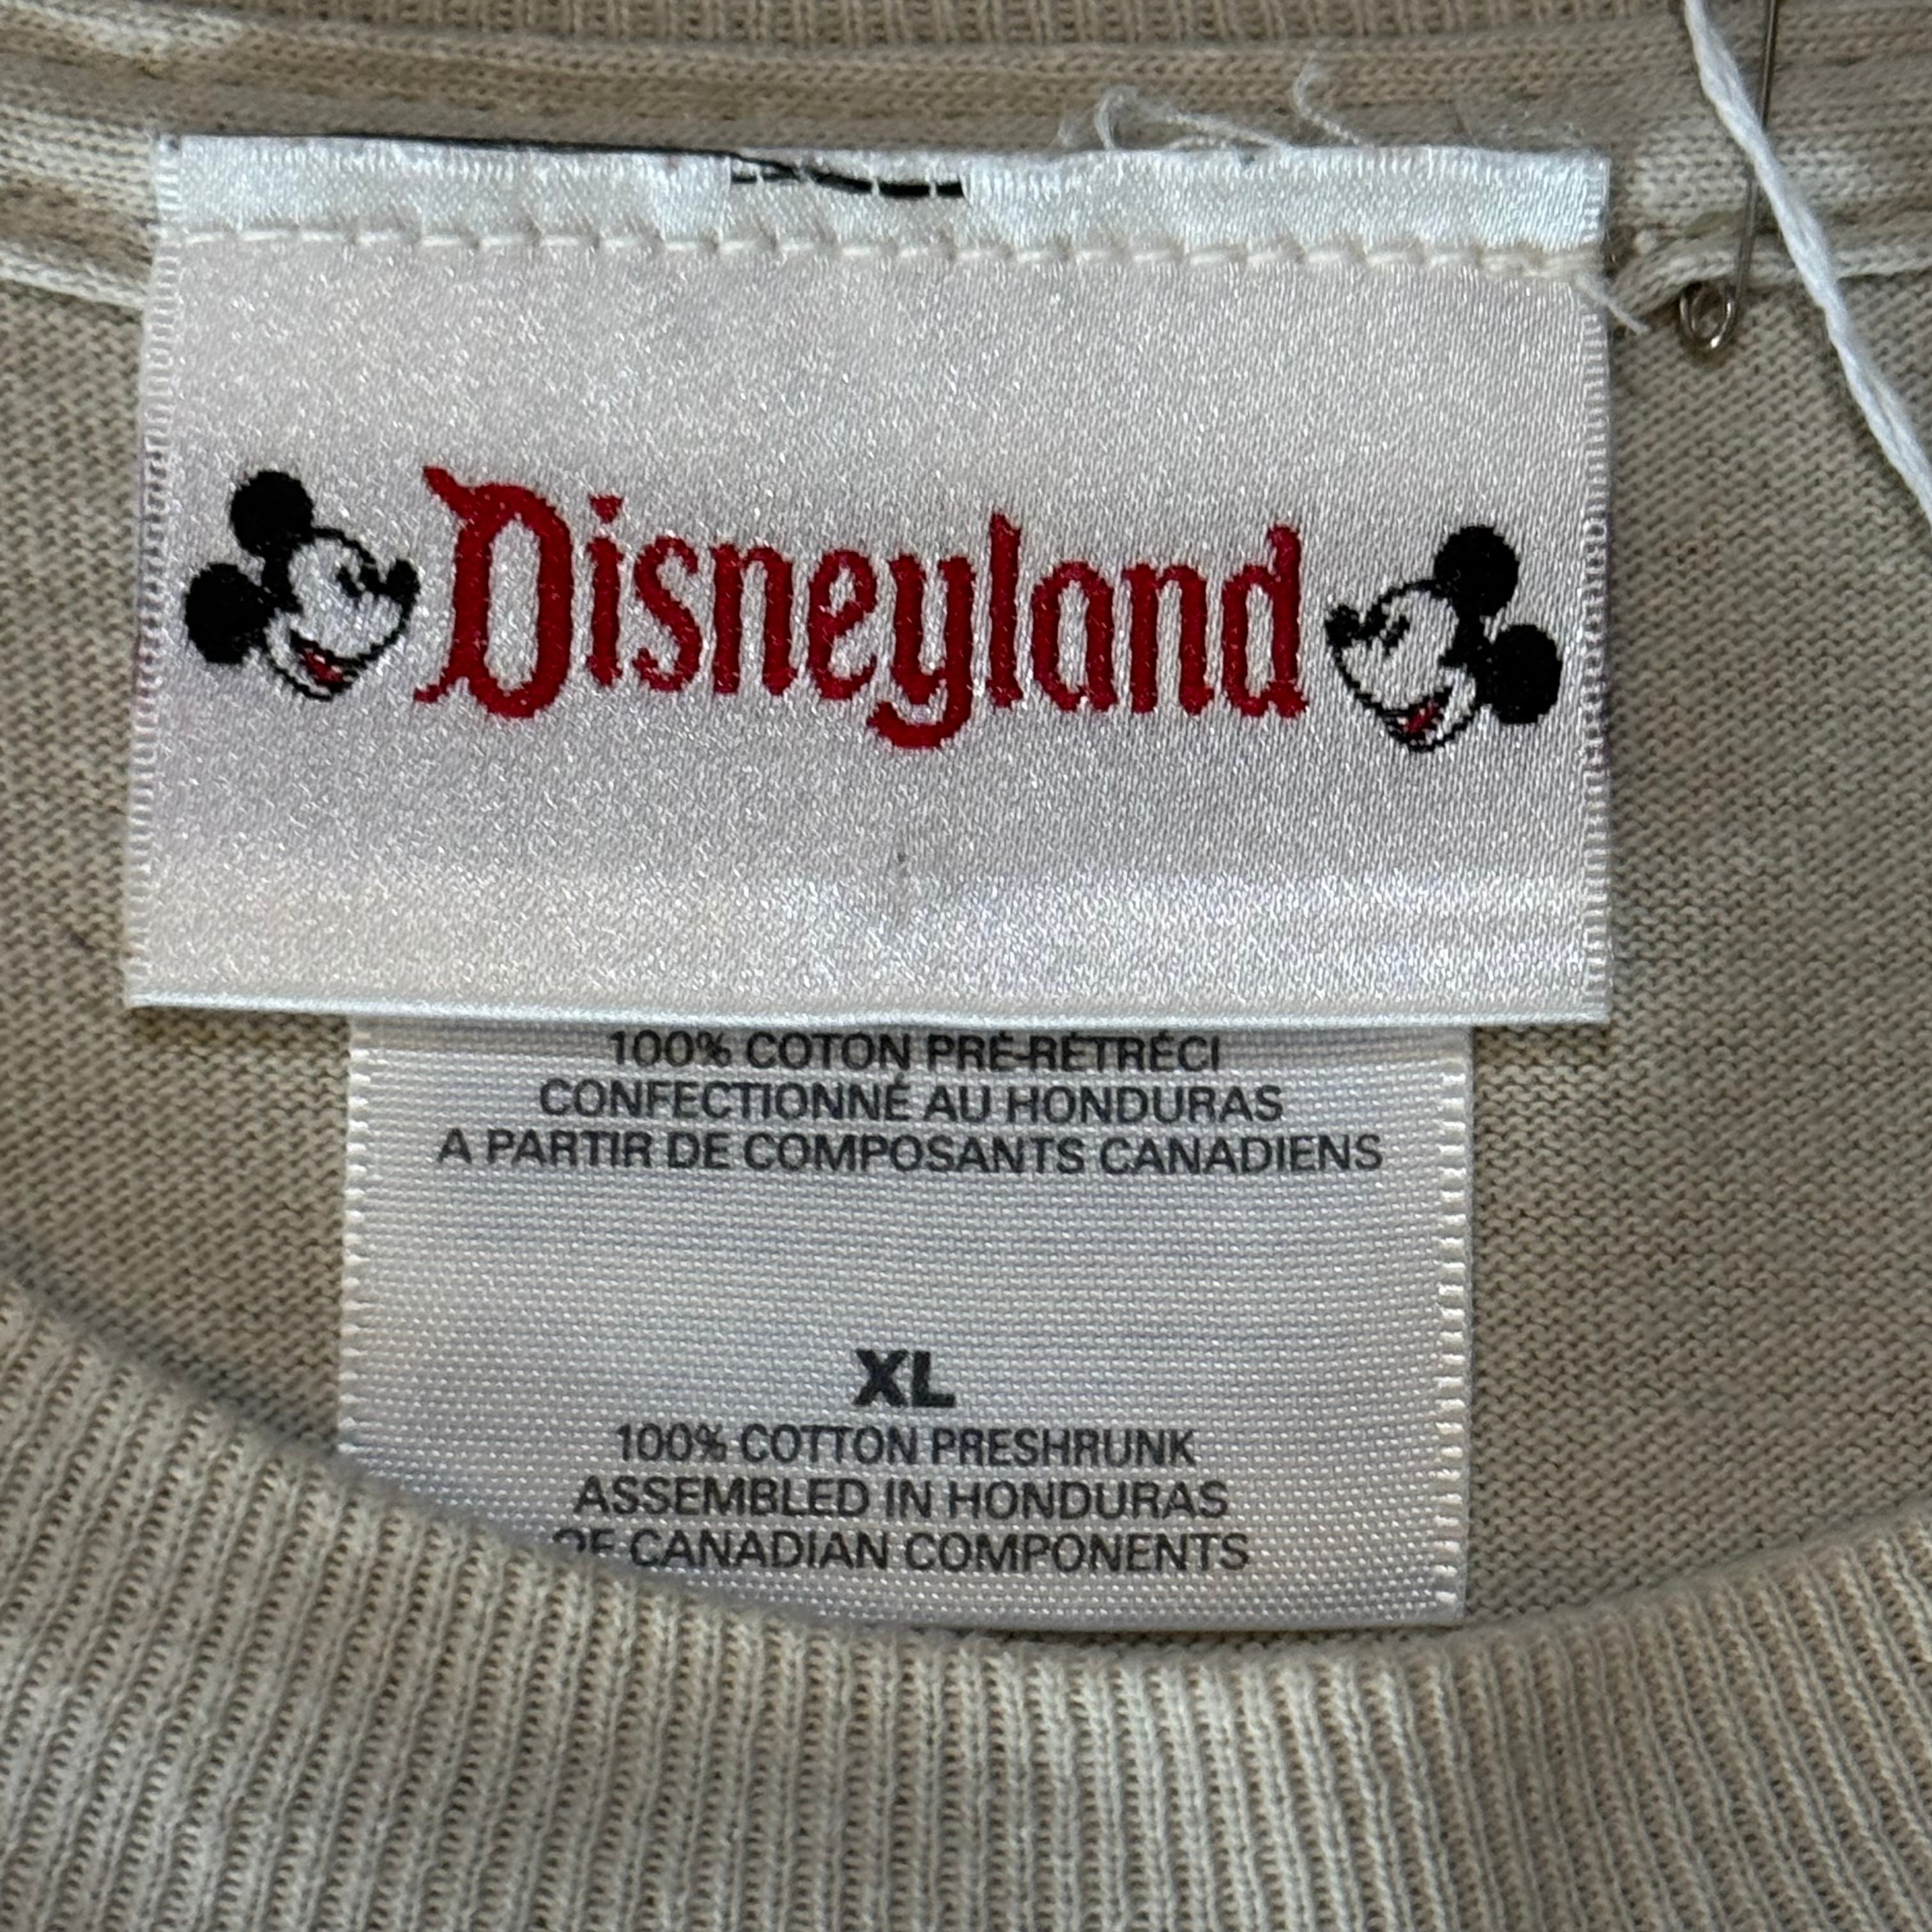 Disneyland
100% COTON PRÉ-RÉTRÉCI
CONFECTIONNÉ AU HONDURAS
A PARTIR DE COMPOSANTS CANADIENS
XL
100% COTTON PRESHRUNK
ASSEMBLED IN HONDURAS
OF CANADIAN COMPONENTS